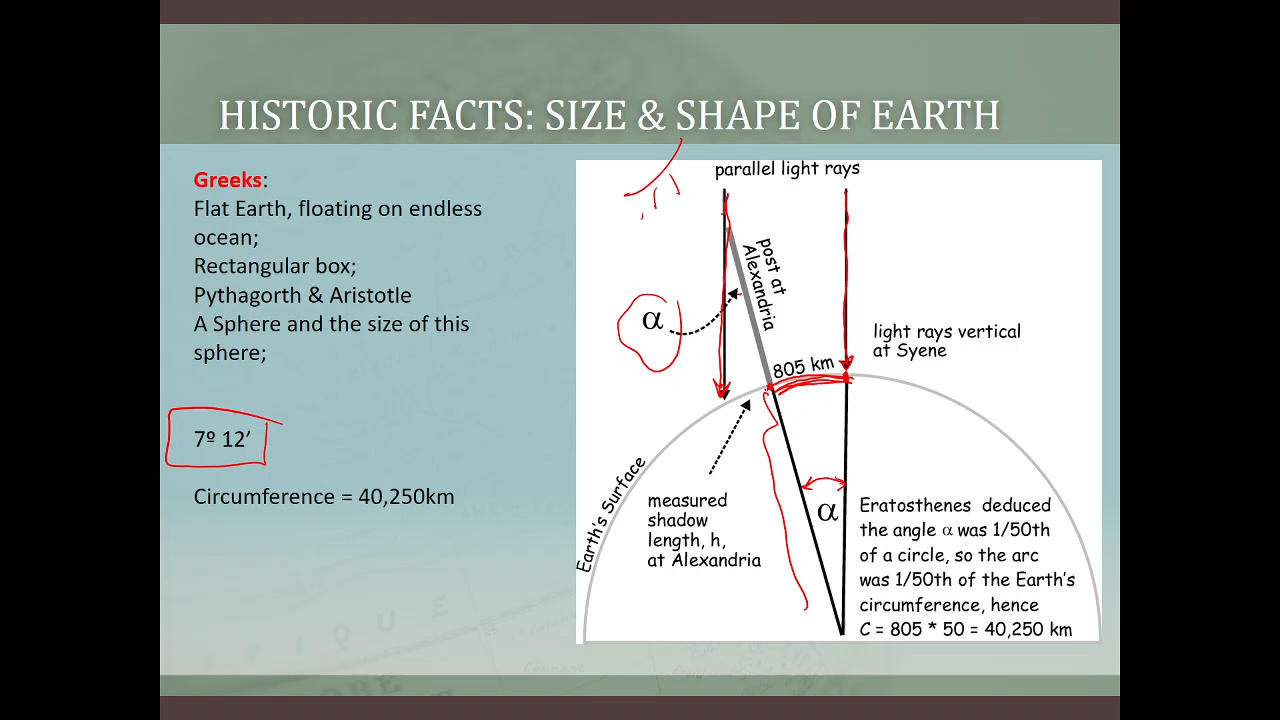 HISTORIC FACTS: SIZE & SHAPE OF EARTH
Greeks:
Flat Earth, floating on endless
ocean;
Rectangular box;
Pythagorth & Aristotle
A Sphere and the size of this
sphere;
7º 12’
Circumference = 40,250km
parallel light rays
post at
Alexandria
α
light rays vertical
at Syene
805 km
Earth's Surface
measured
shadow
length, h,
at Alexandria
α
Eratosthenes deduced
the angle α was 1/50th
of a circle, so the arc
was 1/50th of the Earth's
circumference, hence
C = 805 * 50 = 40,250 km